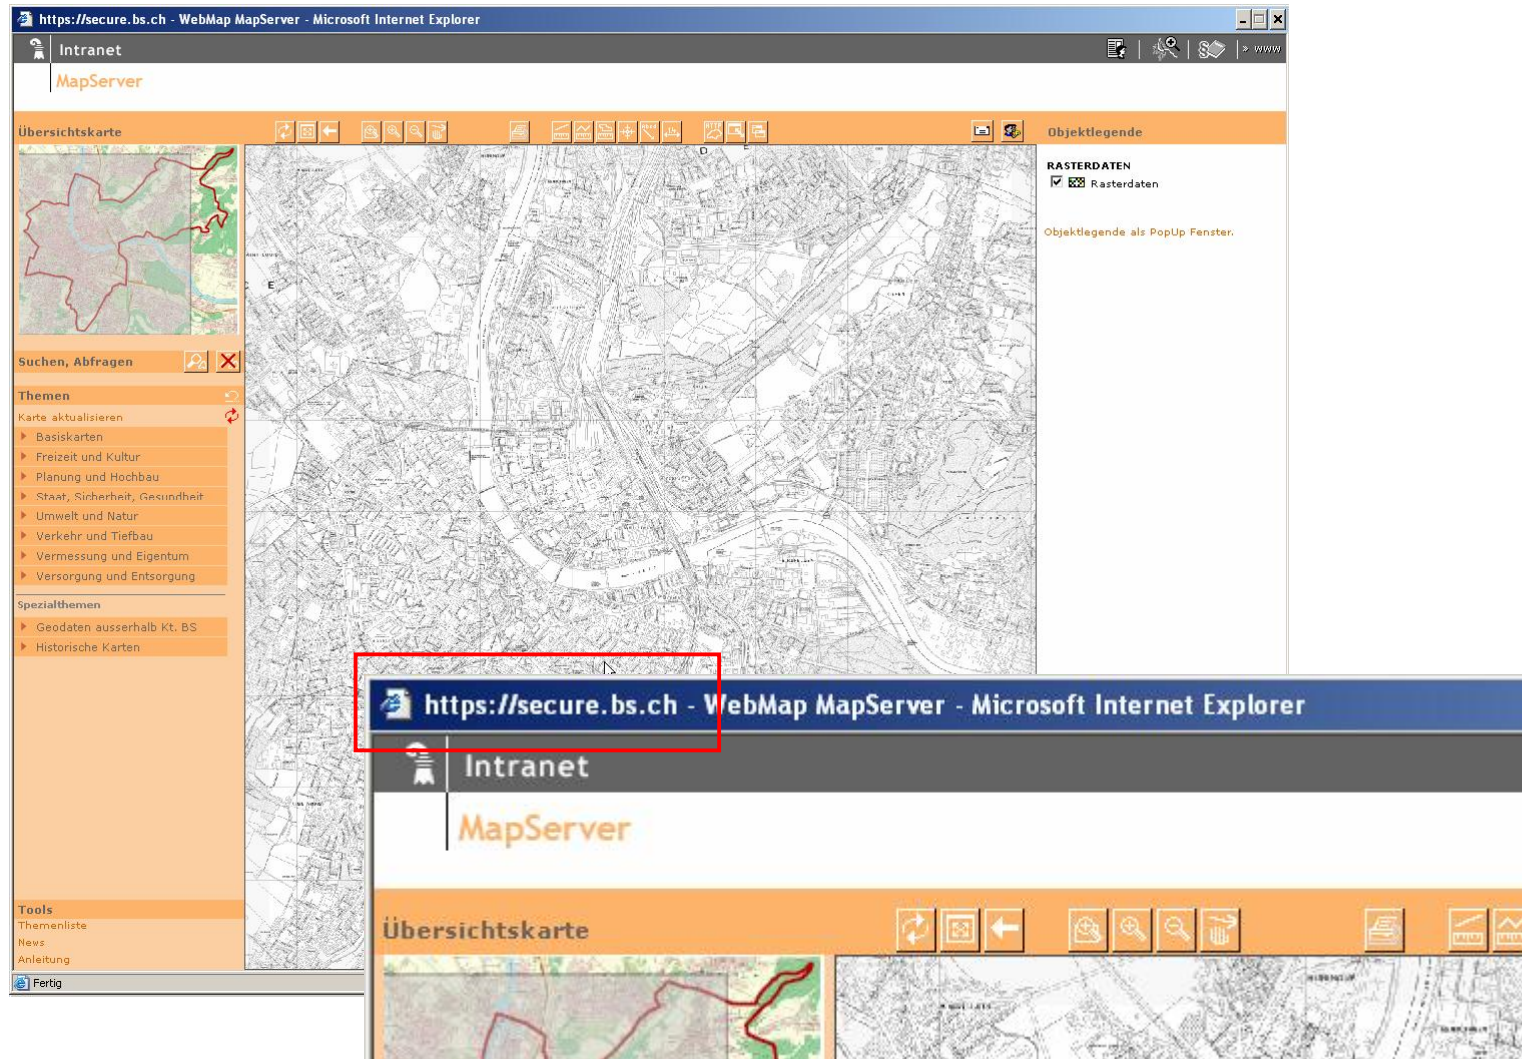 https://secure.bs.ch - WebMap MapServer - Microsoft Internet Explorer
Intranet
» www
MapServer
Übersichtskarte
Objektlegende
RASTERDATEN
Rasterdaten
Objektlegende als PopUp Fenster.
Suchen, Abfragen
Themen
Karte aktualisieren
Basiskarten
Freizeit und Kultur
Planung und Hochbau
Staat, Sicherheit, Gesundheit
Umwelt und Natur
Verkehr und Tiefbau
Vermessung und Eigentum
Versorgung und Entsorgung
Spezialthemen
Geodaten ausserhalb Kt. BS
Historische Karten
Tools
Themenliste
News
Anleitung
Fertig
https://secure.bs.ch - WebMap MapServer - Microsoft Internet Explorer
Intranet
MapServer
Übersichtskarte